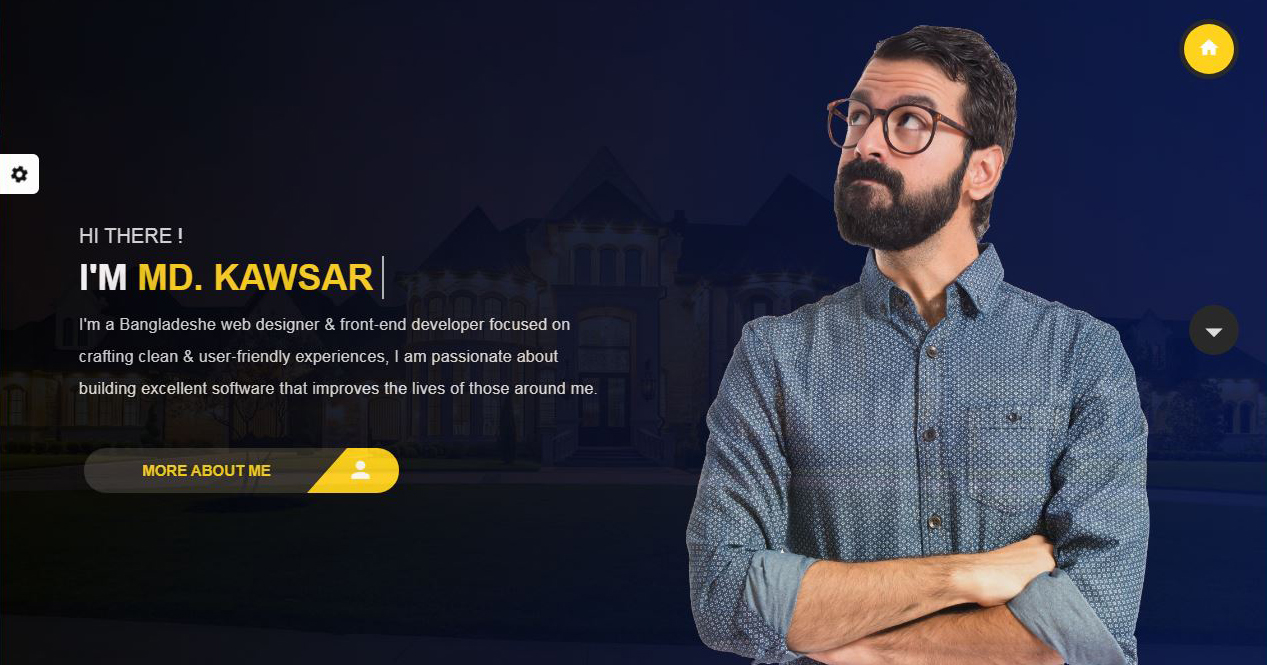 HI THERE !
I'M MD. KAWSAR
I'm a Bangladeshe web designer & front-end developer focused on
crafting clean & user-friendly experiences, I am passionate about
building excellent software that improves the lives of those around me.
MORE ABOUT ME